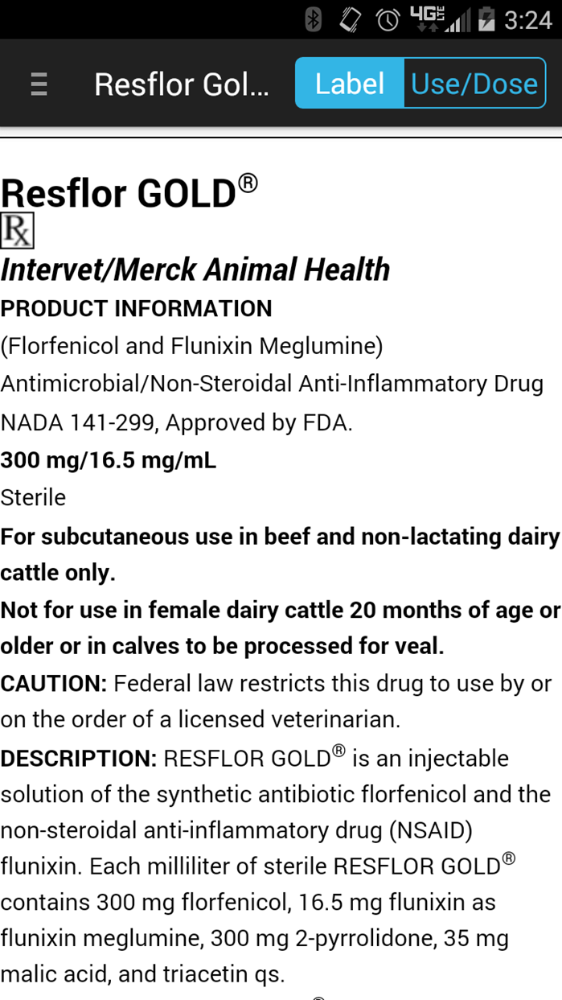 4G LTE 3:24
Resflor Gol... Label Use/Dose
Resflor GOLD®
Rx
Intervet/Merck Animal Health
PRODUCT INFORMATION
(Florfenicol and Flunixin Meglumine)
Antimicrobial/Non-Steroidal Anti-Inflammatory Drug
NADA 141-299, Approved by FDA.
300 mg/16.5 mg/mL
Sterile
For subcutaneous use in beef and non-lactating dairy
cattle only.
Not for use in female dairy cattle 20 months of age or
older or in calves to be processed for veal.
CAUTION: Federal law restricts this drug to use by or
on the order of a licensed veterinarian.
DESCRIPTION: RESFLOR GOLD® is an injectable
solution of the synthetic antibiotic florfenicol and the
non-steroidal anti-inflammatory drug (NSAID)
flunixin. Each milliliter of sterile RESFLOR GOLD®
contains 300 mg florfenicol, 16.5 mg flunixin as
flunixin meglumine, 300 mg 2-pyrrolidone, 35 mg
malic acid, and triacetin qs.